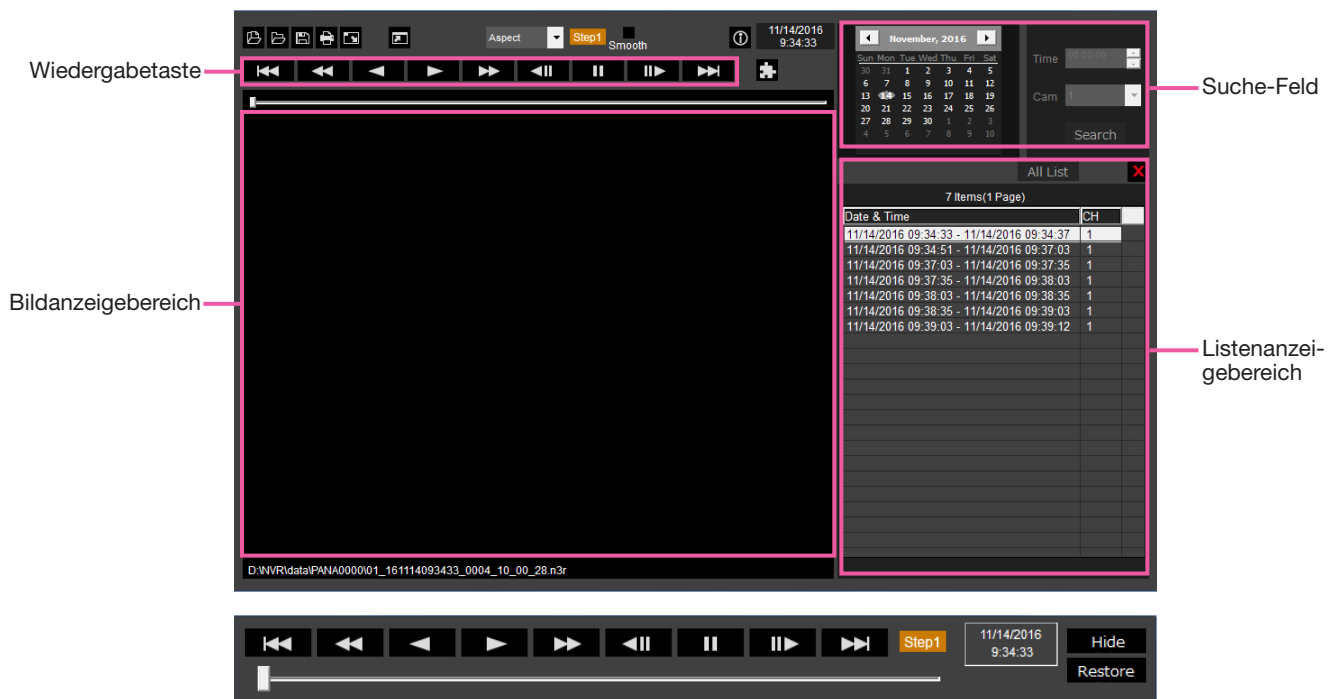 Aspect
Step1
Smooth
11/14/2016
9:34:33
Wiedergabetaste
November, 2016
Sun Mon Tue Wed Thu Fri Sat
30 31 1 2 3 4 5
6 7 8 9 10 11 12
13 14 15 16 17 18 19
20 21 22 23 24 25 26
27 28 29 30 1 2 3
4 5 6 7 8 9 10
Time 00:00:00
Cam 1
Search
Suche-Feld
All List
X
7 Items(1 Page)
Date & Time CH
11/14/2016 09:34:33 - 11/14/2016 09:34:37 1
11/14/2016 09:34:51 - 11/14/2016 09:37:03 1
11/14/2016 09:37:03 - 11/14/2016 09:37:35 1
11/14/2016 09:37:35 - 11/14/2016 09:38:03 1
11/14/2016 09:38:03 - 11/14/2016 09:38:35 1
11/14/2016 09:38:35 - 11/14/2016 09:39:03 1
11/14/2016 09:39:03 - 11/14/2016 09:39:12 1
Bildanzeigebereich
Listenanzei-
gebereich
D:\NVR\data\PANA0000\01_161114093433_0004_10_00_28.n3r
Step1
11/14/2016
9:34:33
Hide
Restore